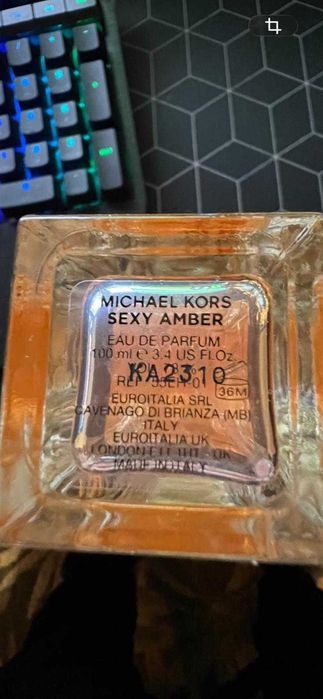 MICHAEL KORS
SEXY AMBER
EAU DE PARFUM
100 ml e 3.4 US Fl.Oz.
KA2310
36M
EUROITALIA SRL
CAVENAGO DI BRIANZA (MB)
ITALY
EUROITALIA UK
LONDON
MADE IN ITALY